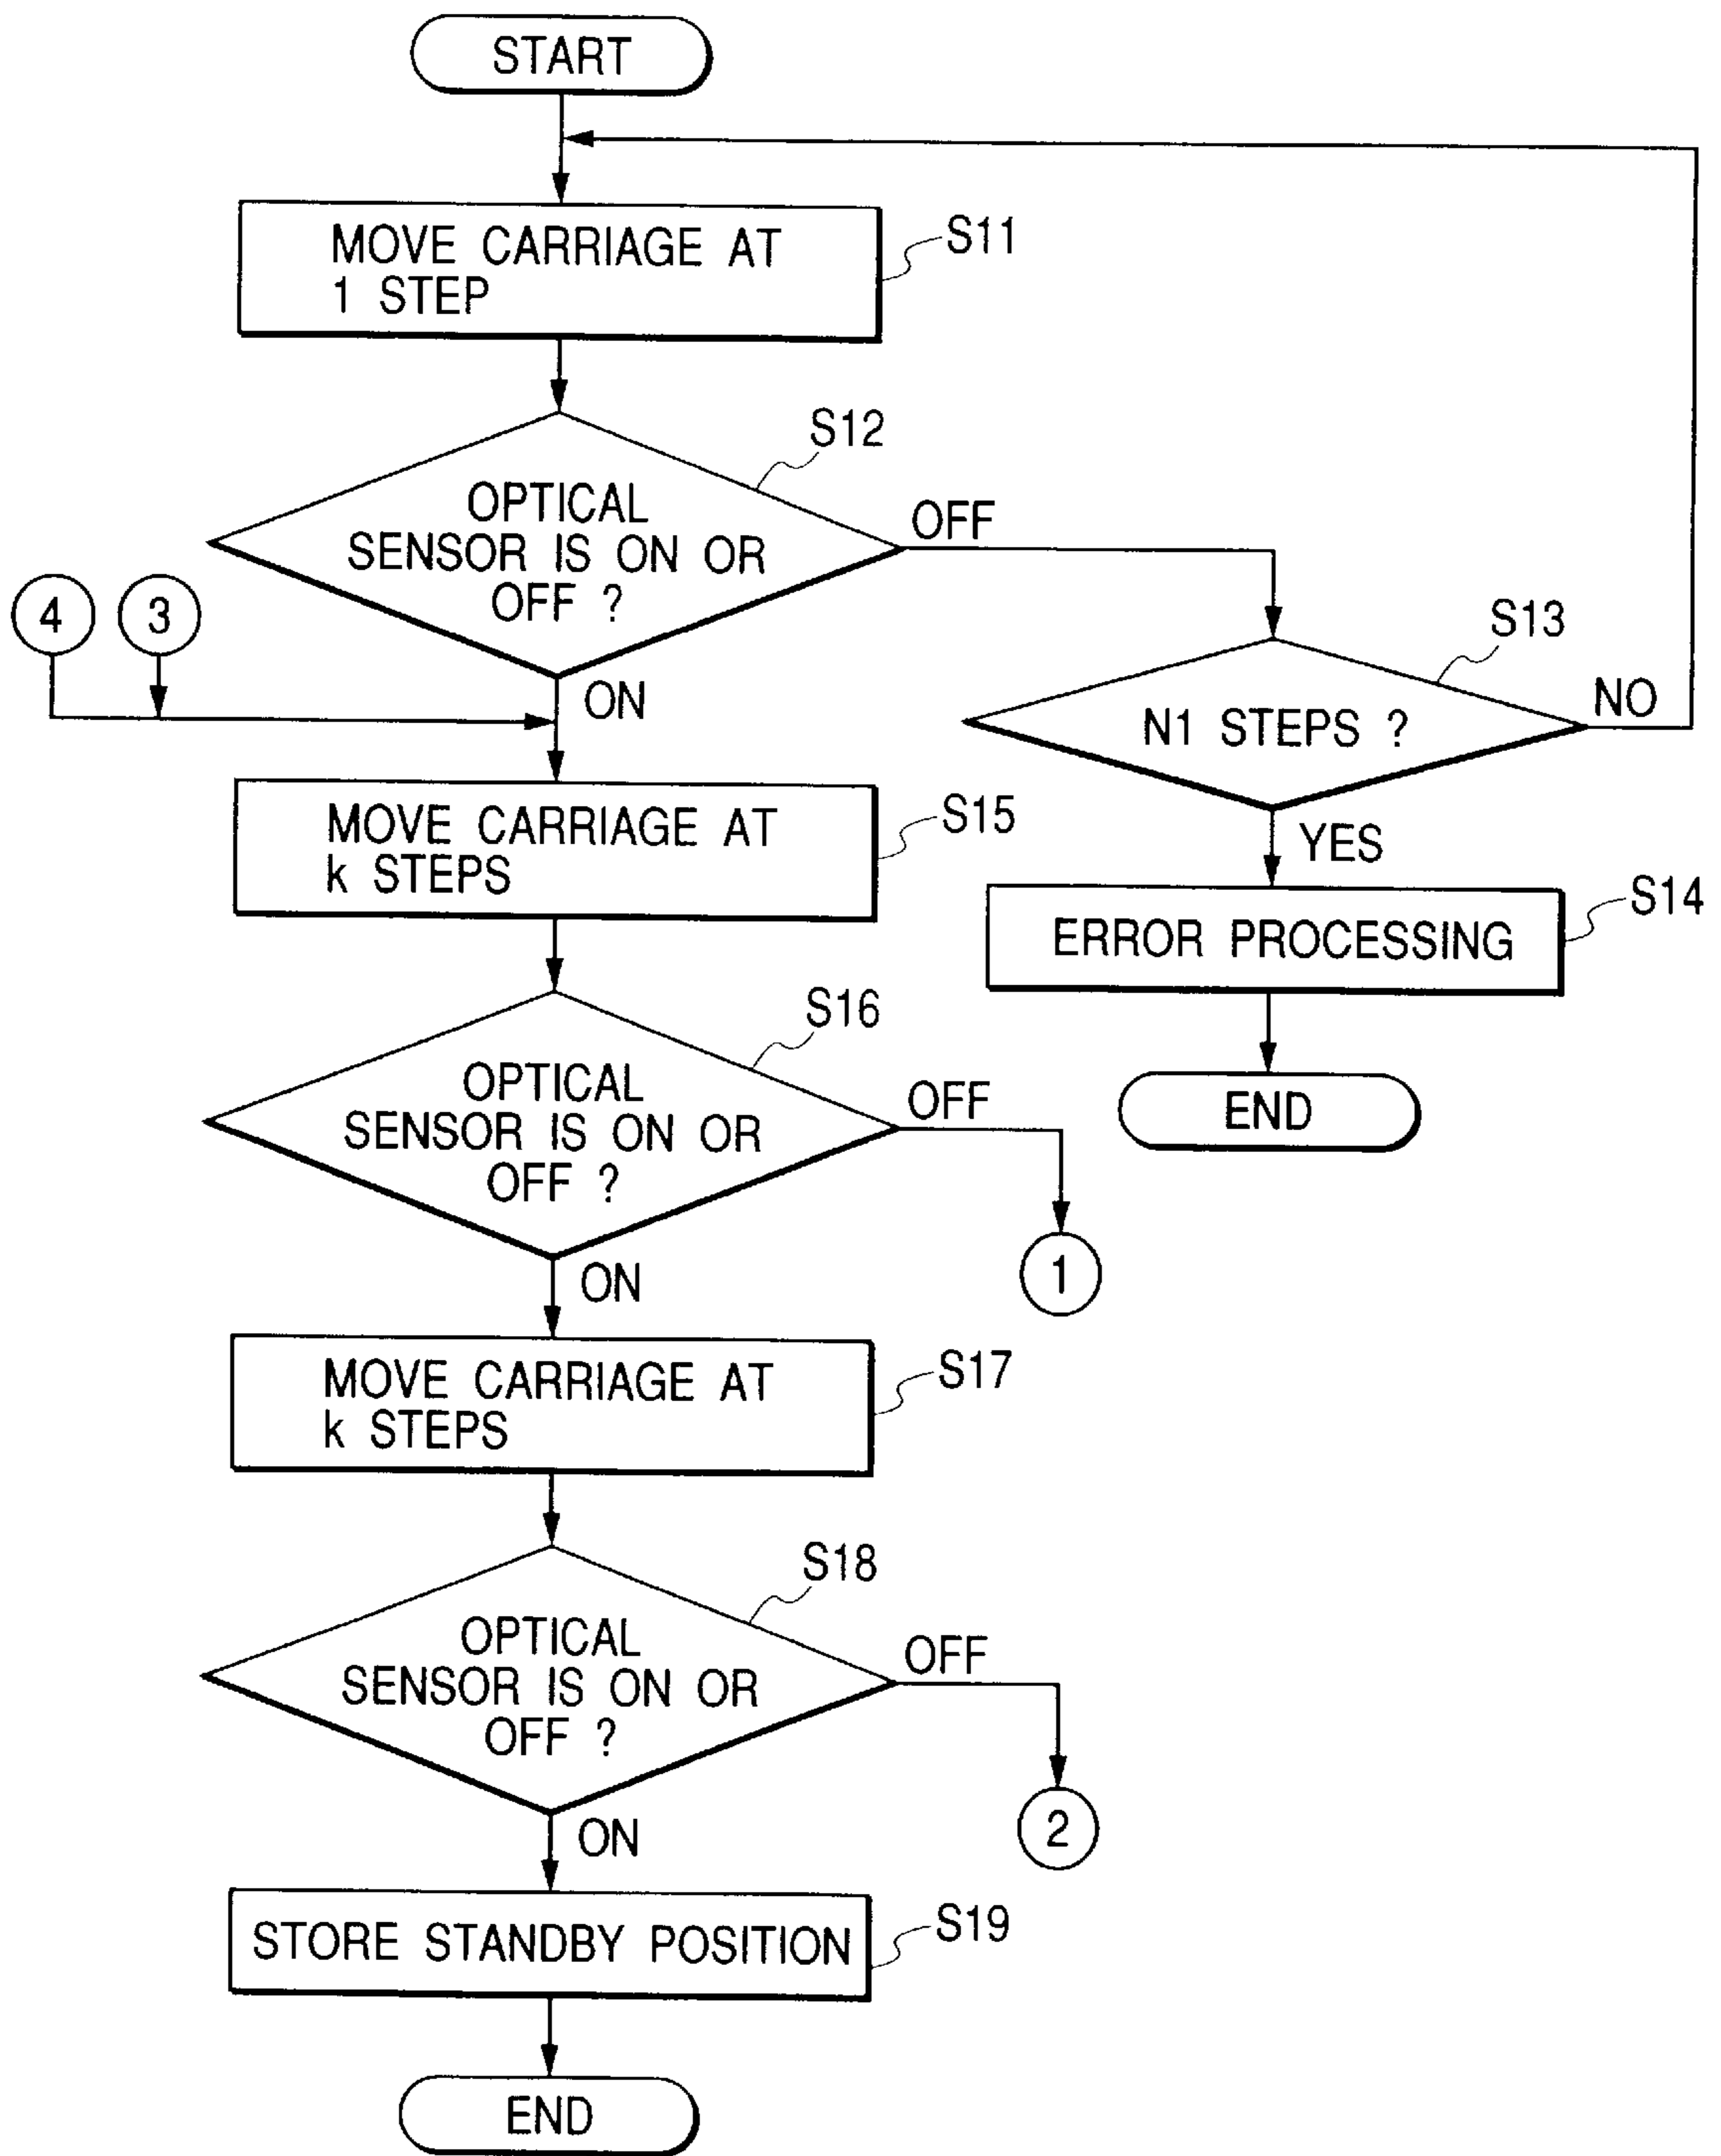 START
MOVE CARRIAGE AT
1 STEP
S11
S12
OPTICAL
SENSOR IS ON OR
OFF ?
OFF
4
3
ON
S13
N1 STEPS ?
NO
YES
MOVE CARRIAGE AT
k STEPS
S15
ERROR PROCESSING
S14
END
S16
OPTICAL
SENSOR IS ON OR
OFF ?
OFF
1
ON
MOVE CARRIAGE AT
k STEPS
S17
S18
OPTICAL
SENSOR IS ON OR
OFF ?
OFF
2
ON
STORE STANDBY POSITION
S19
END